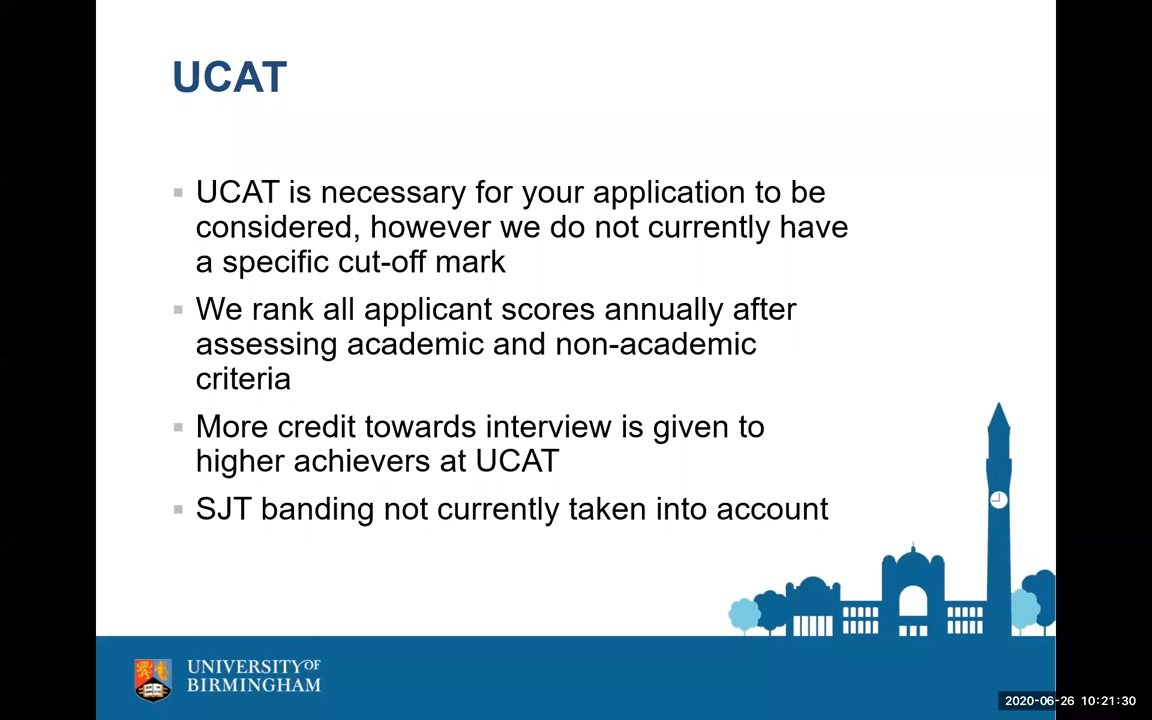 UCAT
UCAT is necessary for your application to be
considered, however we do not currently have
a specific cut-off mark
We rank all applicant scores annually after
assessing academic and non-academic
criteria
More credit towards interview is given to
higher achievers at UCAT
SJT banding not currently taken into account
UNIVERSITYOF
BIRMINGHAM
2020-06-26 10:21:30